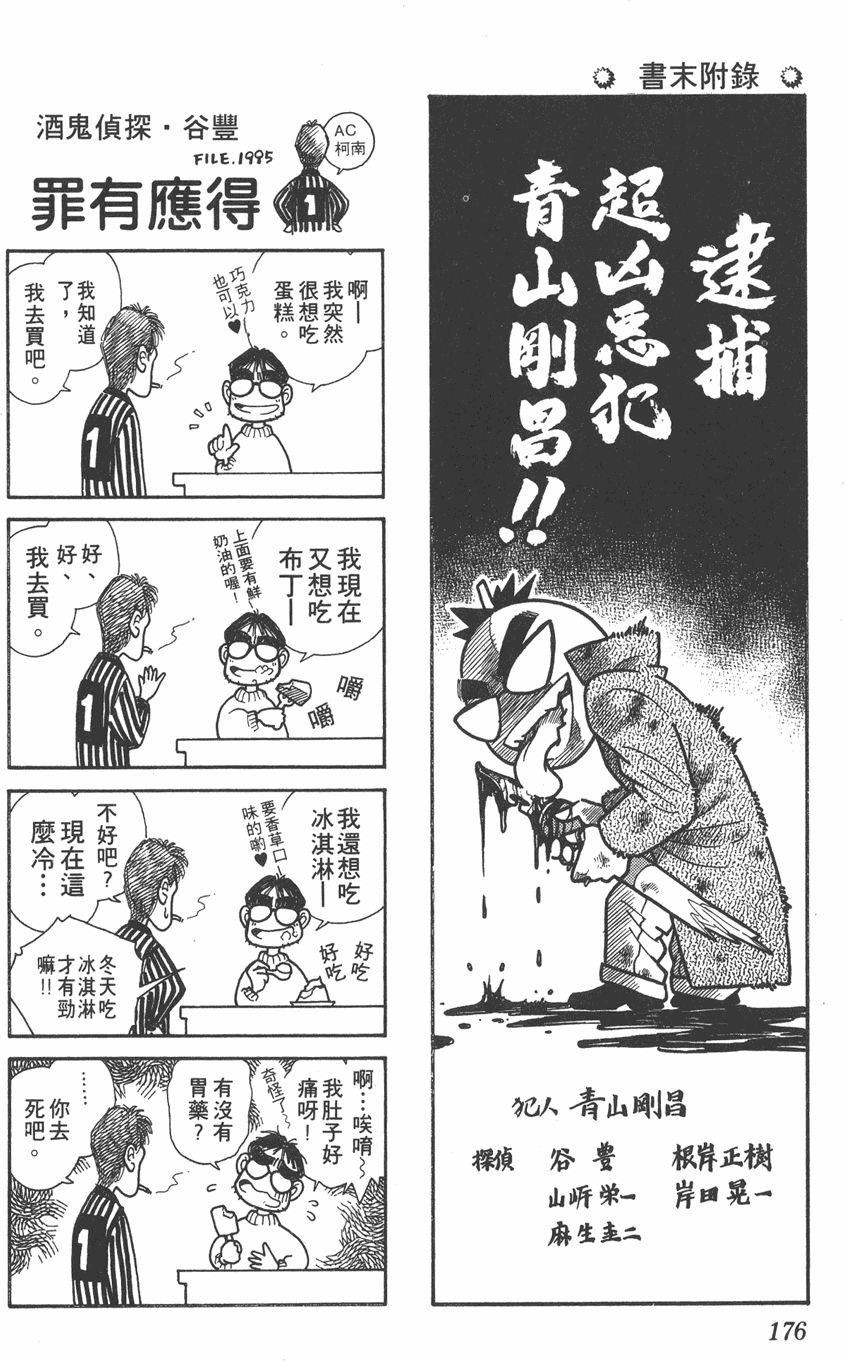 書末附錄
逮捕
超凶惡犯
青山剛昌!!
犯人 青山剛昌
探偵 谷豊 根岸正樹
山岍栄一 岸田晃一
麻生圭二
176
酒鬼偵探·谷豐
FILE.1995
罪有應得
AC
柯南
1
啊—
我突然
很想吃
蛋糕。
巧克力
也可以♥
我知道
了,
我去買吧。
1
我現在
又想吃
布丁—
上面要有鮮
奶油的喔!
嚼
嚼
好、
好、
我去買。
1
我還想吃
冰淇淋—
要香草口
味的喲♥
好吃
好吃
不好吧?
現在這
麼冷…
冬天吃
冰淇淋
才有勁
嘛!!
啊…唉唷~
我肚子好
痛呀!
奇怪了~
有沒有
胃藥?
……
你去
死吧。
1